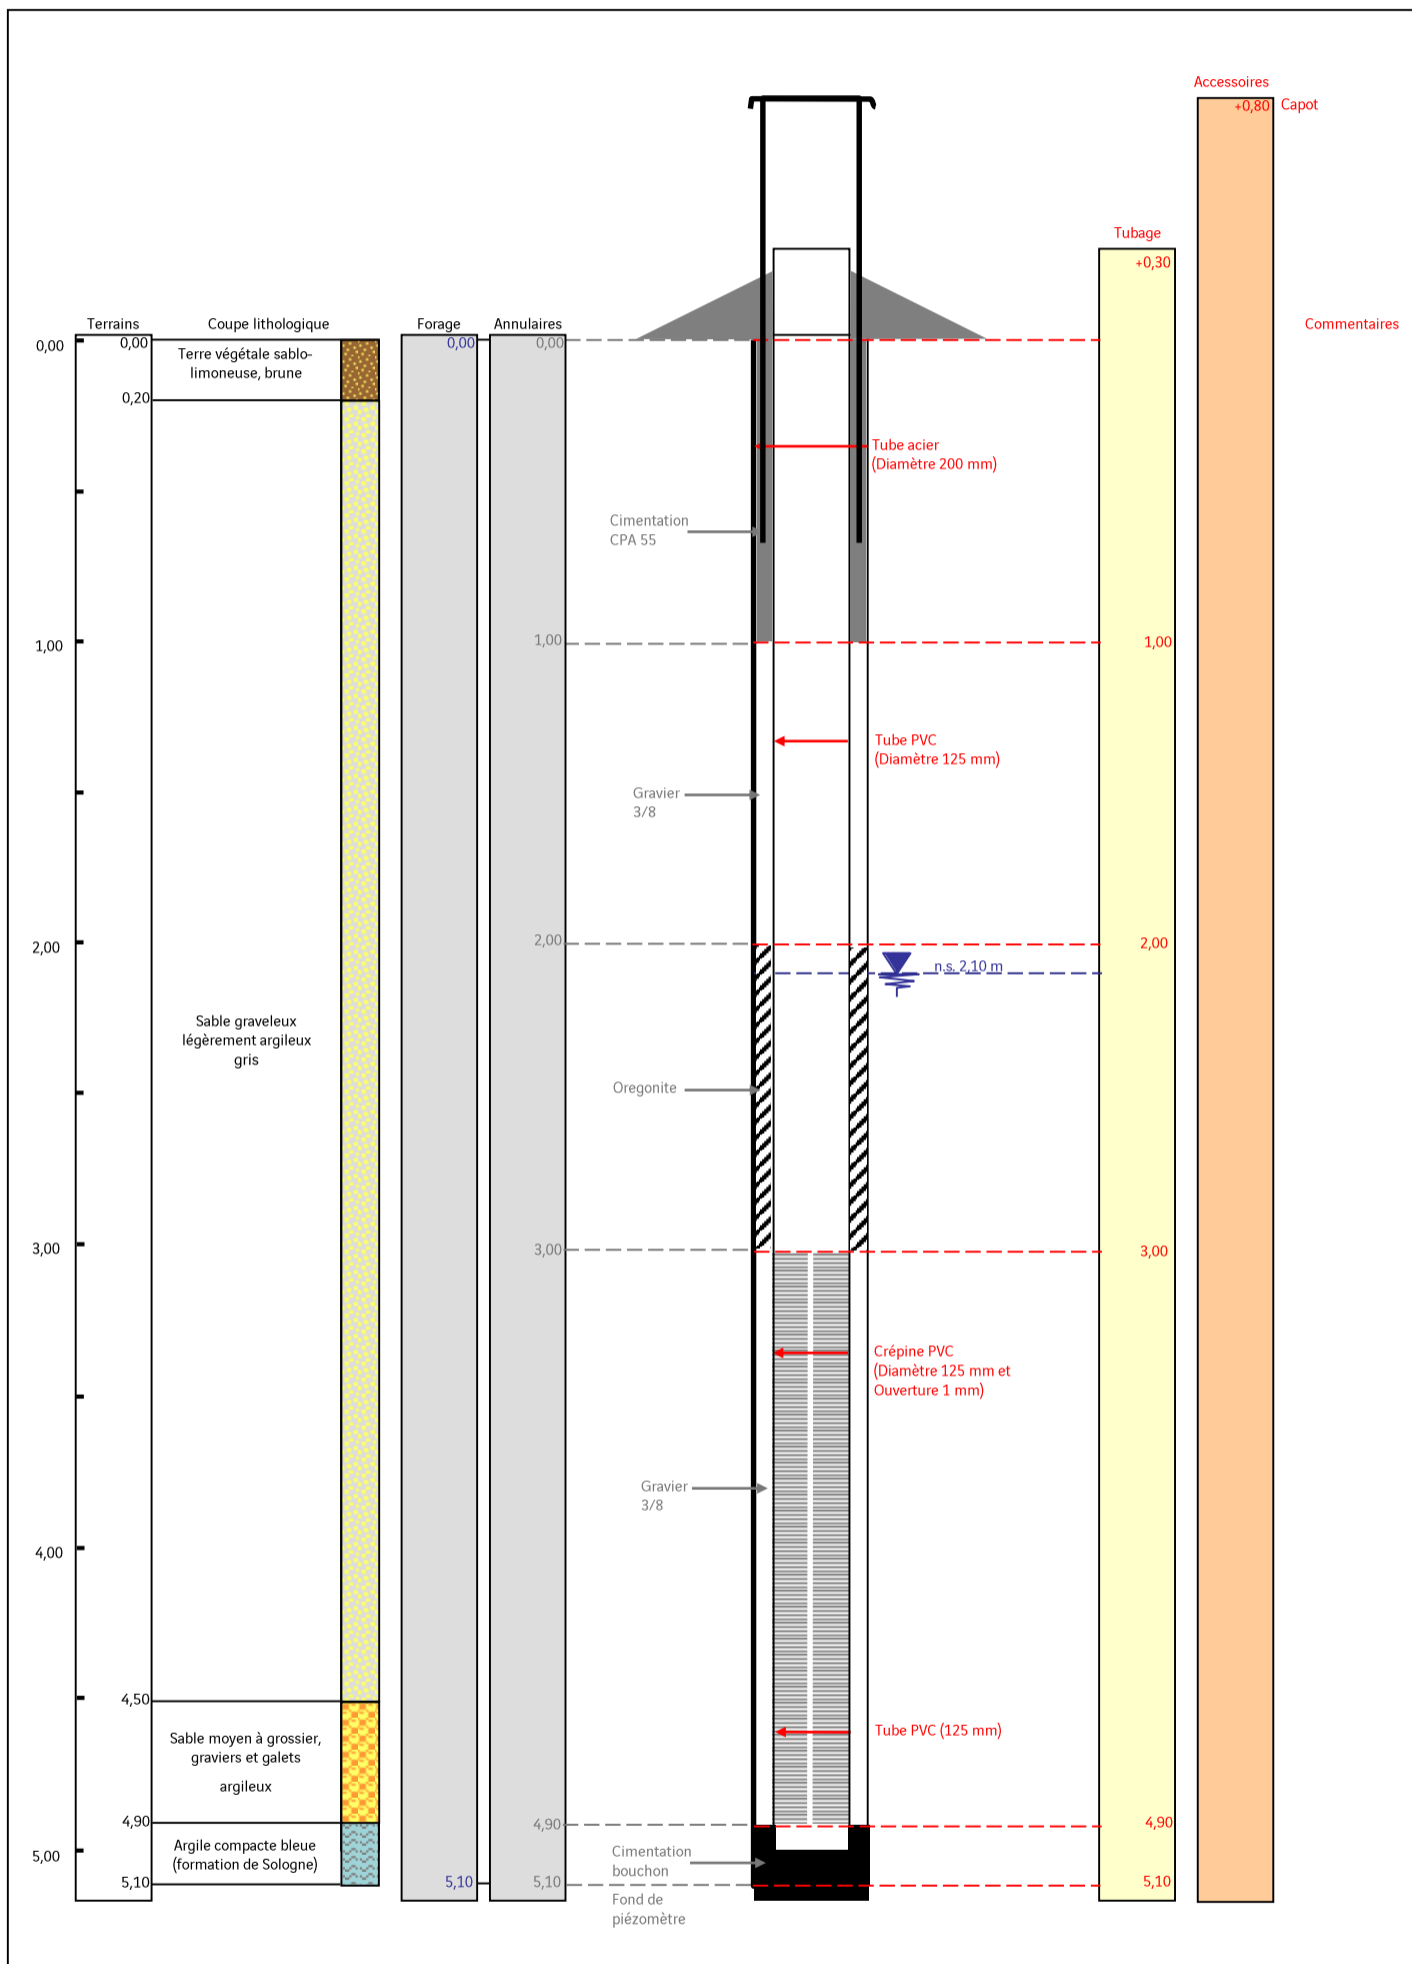 Accessoires
+0,80 Capot
Tubage
+0,30
Terrains Coupe lithologique Forage Annulaires Commentaires
0,00 0,00 0,00 0,00
Terre végétale sablo-
limoneuse, brune
0,20
Tube acier
(Diamètre 200 mm)
Cimentation
CPA 55
1,00 1,00 1,00
Tube PVC
(Diamètre 125 mm)
Gravier
3/8
2,00 2,00 2,00
n.s. 2,10 m
Sable graveleux
légèrement argileux
gris
Oregonite
3,00 3,00 3,00
Crépine PVC
(Diamètre 125 mm et
Ouverture 1 mm)
Gravier
3/8
4,00
4,50
Tube PVC (125 mm)
Sable moyen à grossier,
graviers et galets
argileux
4,90 4,90 4,90
5,00
Argile compacte bleue
(formation de Sologne)
Cimentation
bouchon
5,10 5,10 5,10 5,10
Fond de
piézomètre